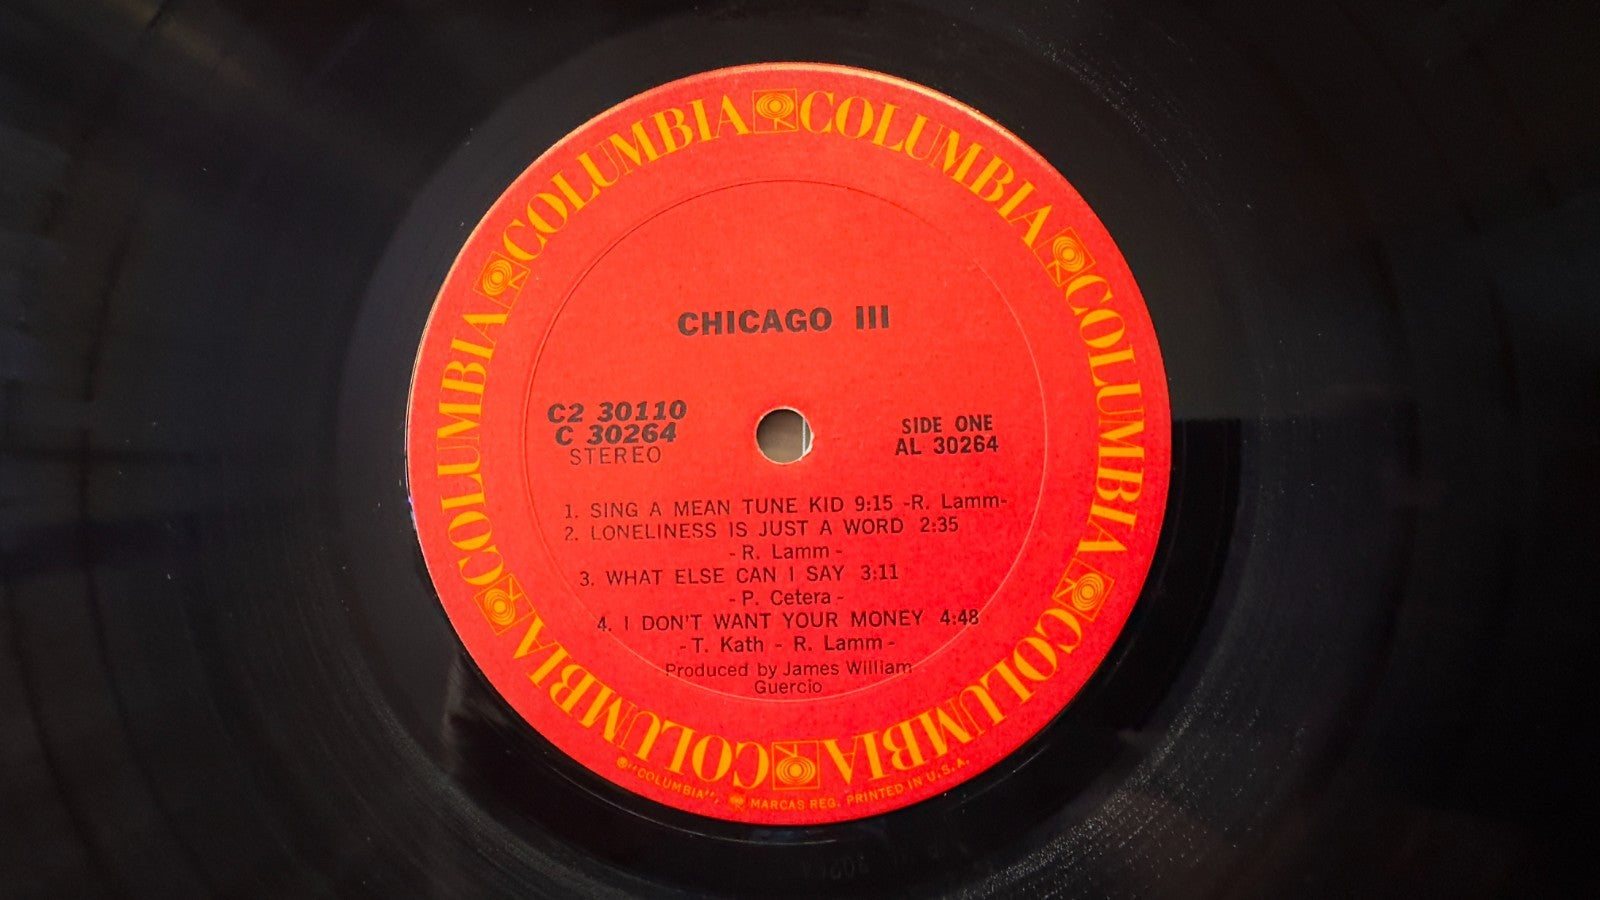 COLUMBIA COLUMBIA COLUMBIA COLUMBIA COLUMBIA COLUMBIA
CHICAGO III
C2 30110
C 30264
STEREO
SIDE ONE
AL 30264
1. SING A MEAN TUNE KID 9:15 -R. Lamm-
2. LONELINESS IS JUST A WORD 2:35
- R. Lamm -
3. WHAT ELSE CAN I SAY 3:11
- P. Cetera -
4. I DON'T WANT YOUR MONEY 4:48
- T. Kath - R. Lamm -
Produced by James William
Guercio
®"COLUMBIA", MARCAS REG. PRINTED IN U.S.A.